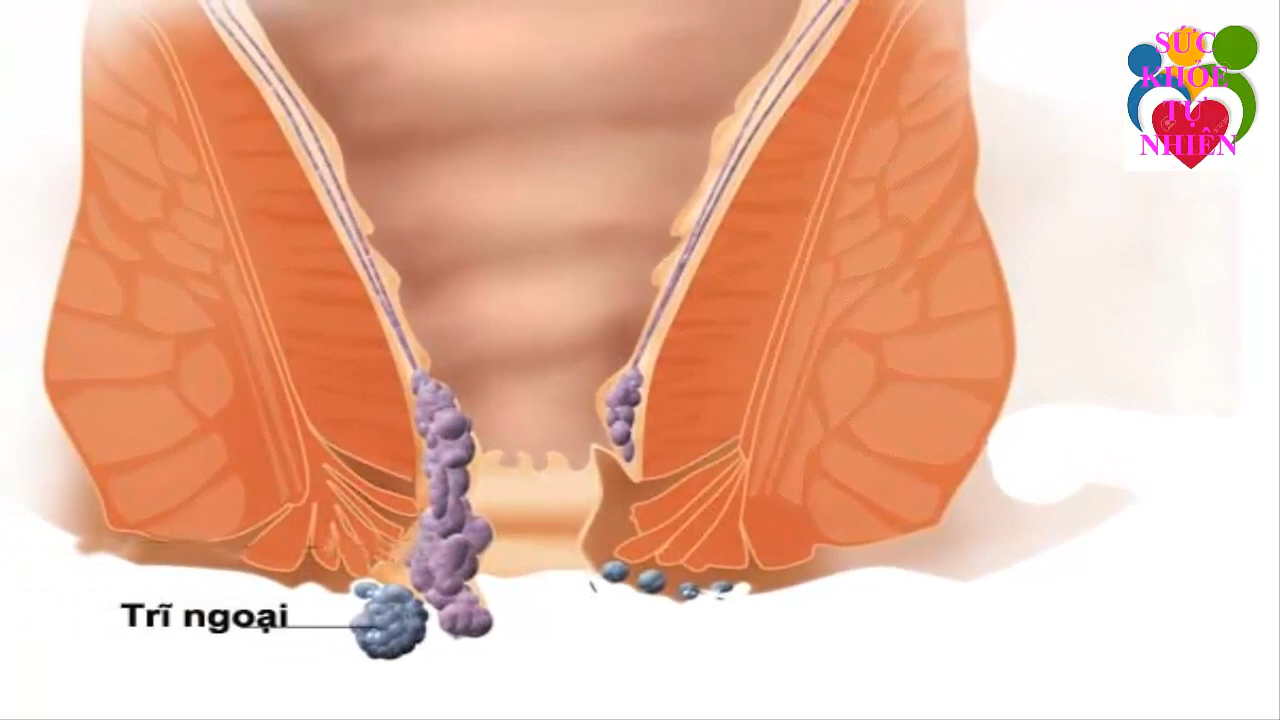 SỨC
KHỎE
TỰ
NHIÊN
Trĩ ngoại